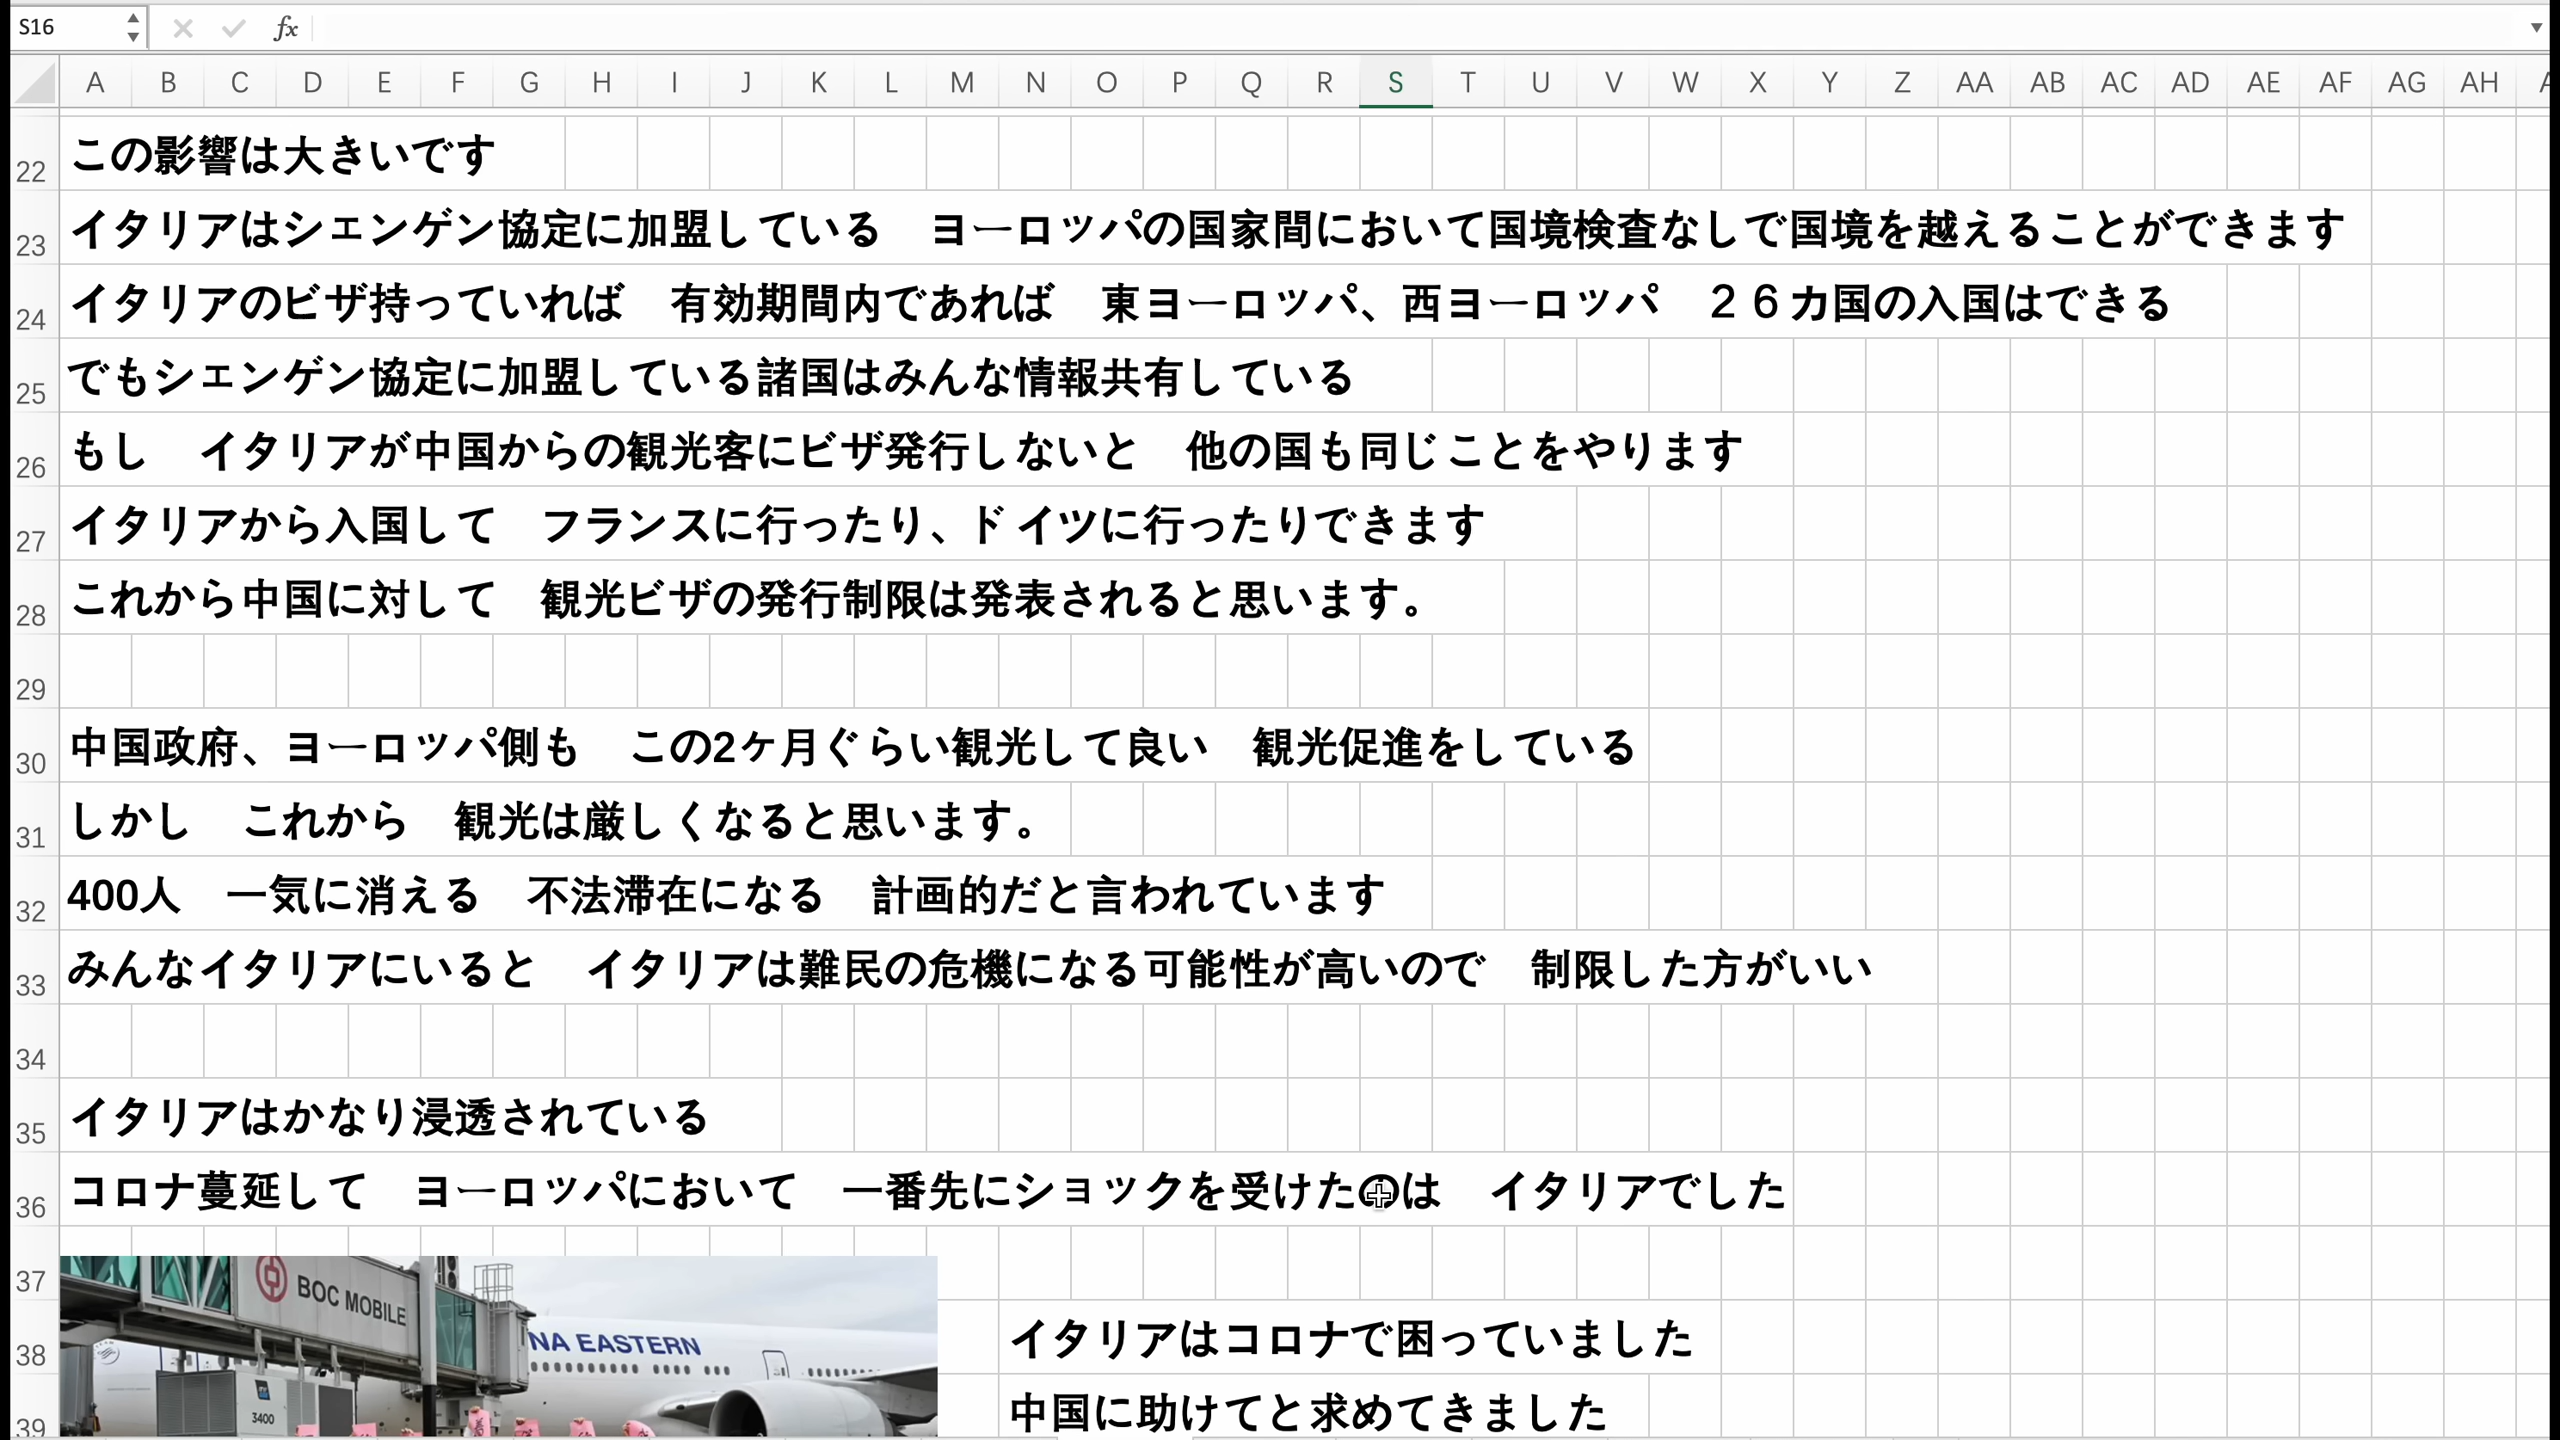 S16
fx
A B C D E F G H I J K L M N O P Q R S T U V W X Y Z AA AB AC AD AE AF AG AH
22 この影響は大きいです
23 イタリアはシェンゲン協定に加盟している　ヨーロッパの国家間において国境検査なしで国境を越えることができます
24 イタリアのビザ持っていれば　有効期間内であれば　東ヨーロッパ、西ヨーロッパ　２６カ国の入国はできる
25 でもシェンゲン協定に加盟している諸国はみんな情報共有している
26 もし　イタリアが中国からの観光客にビザ発行しないと　他の国も同じことをやります
27 イタリアから入国して　フランスに行ったり、ドイツに行ったりできます
28 これから中国に対して　観光ビザの発行制限は発表されると思います。
29
30 中国政府、ヨーロッパ側も　この2ヶ月ぐらい観光して良い　観光促進をしている
31 しかし　これから　観光は厳しくなると思います。
32 400人　一気に消える　不法滞在になる　計画的だと言われています
33 みんなイタリアにいると　イタリアは難民の危機になる可能性が高いので　制限した方がいい
34
35 イタリアはかなり浸透されている
36 コロナ蔓延して　ヨーロッパにおいて　一番先にショックを受けたのは　イタリアでした
37
BOC MOBILE
NA EASTERN
38 イタリアはコロナで困っていました
3400
39 中国に助けてと求めてきました